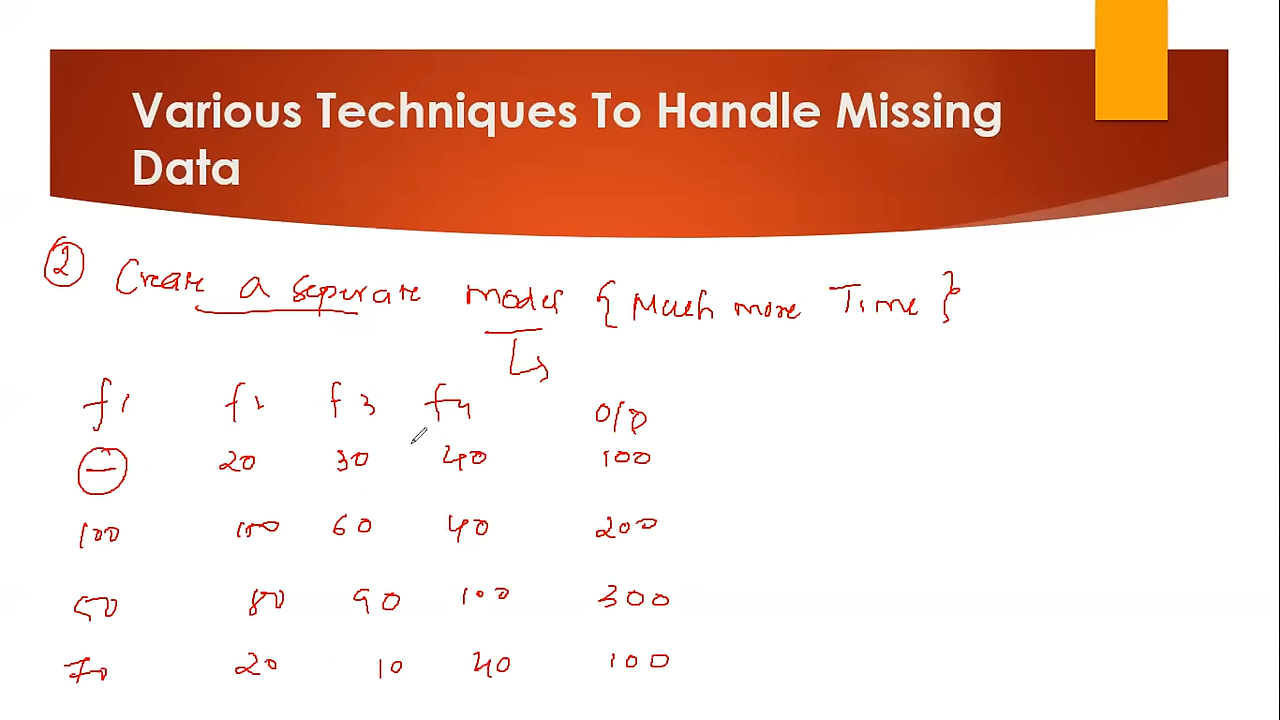 Various Techniques To Handle Missing
Data
2 Create a seperate model { Much more Time }
f1 f2 f3 f4 O/P
— 20 30 40 100
100 100 60 40 200
50 80 90 100 300
70 20 10 40 100